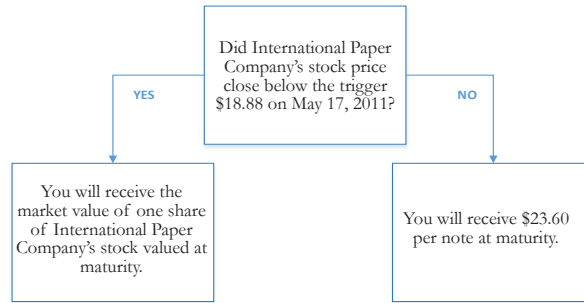 Did International Paper
Company's stock price
close below the trigger
$18.88 on May 17, 2011?
YES
NO
You will receive the
market value of one share
of International Paper
Company's stock valued at
maturity.
You will receive $23.60
per note at maturity.